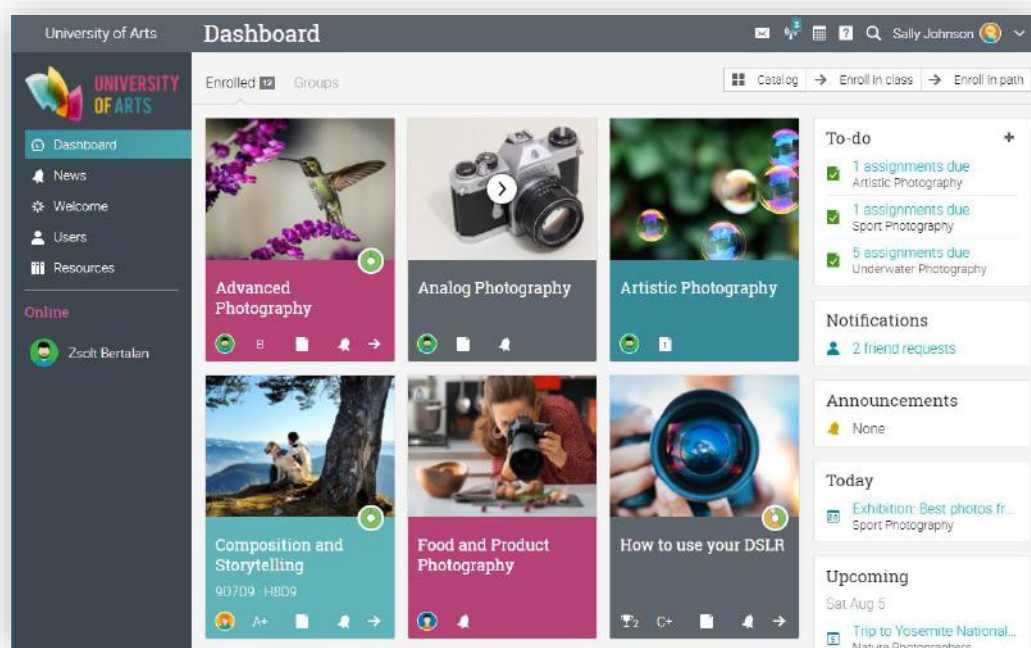 University of Arts
Dashboard
3
?
Sally Johnson
UNIVERSITY
OF ARTS
Dashboard
News
Welcome
Users
Resources
Online
Zsolt Bertalan
Enrolled 12
Groups
Catalog
Enroll in class
Enroll in path
Advanced
Photography
B
Analog Photography
Artistic Photography
1
Composition and
Storytelling
9D7D9 - H8D9
A+
Food and Product
Photography
How to use your DSLR
2 C+
To-do
1 assignments due
Artistic Photography
1 assignments due
Sport Photography
5 assignments due
Underwater Photography
Notifications
2 friend requests
Announcements
None
Today
Exhibition: Best photos fr...
Sport Photography
Upcoming
Sat Aug 5
5
Trip to Yosemite National...
Nature Photographers